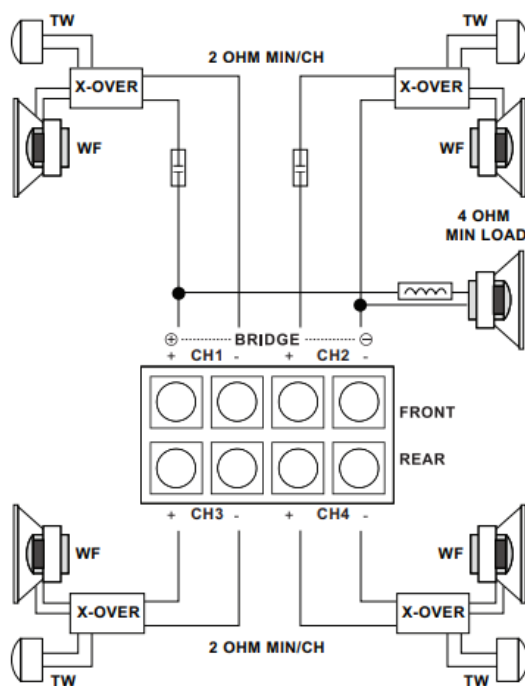 TW
TW
2 OHM MIN/CH
X-OVER
X-OVER
WF
WF
4 OHM
MIN LOAD
⊕ BRIDGE ⊖
+ CH1 - + CH2 -
FRONT
REAR
+ CH3 - + CH4 -
WF
WF
X-OVER
X-OVER
2 OHM MIN/CH
TW
TW